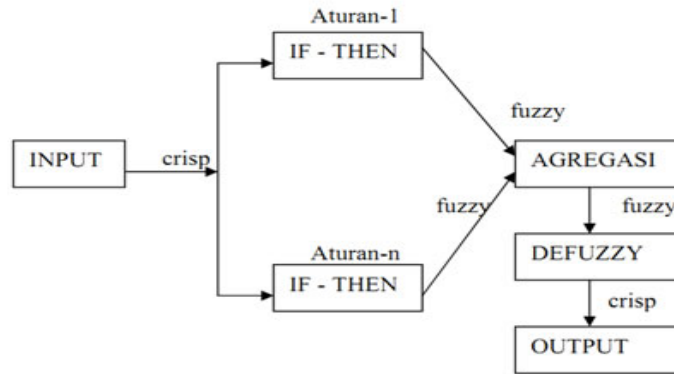 Aturan-1
IF - THEN
fuzzy
INPUT
crisp
AGREGASI
fuzzy
fuzzy
Aturan-n
IF - THEN
DEFUZZY
crisp
OUTPUT